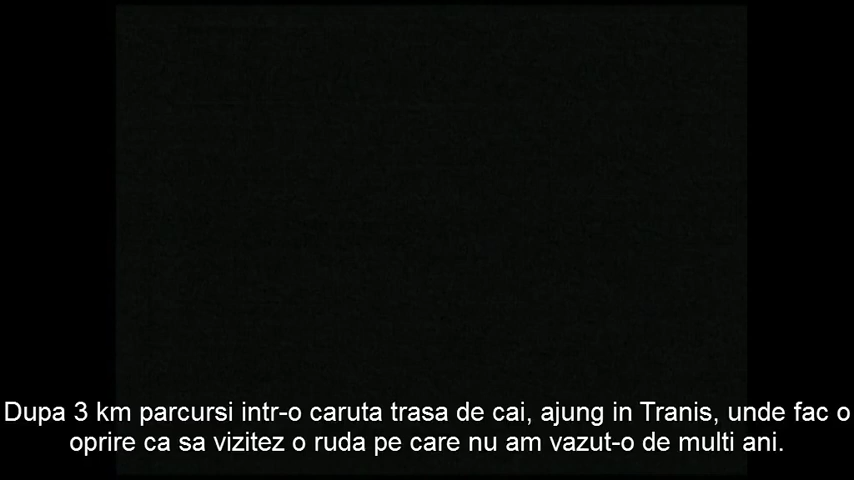 Dupa 3 km parcursi intr-o caruta trasa de cai, ajung in Tranis, unde fac o
oprire ca sa vizitez o ruda pe care nu am vazut-o de multi ani.